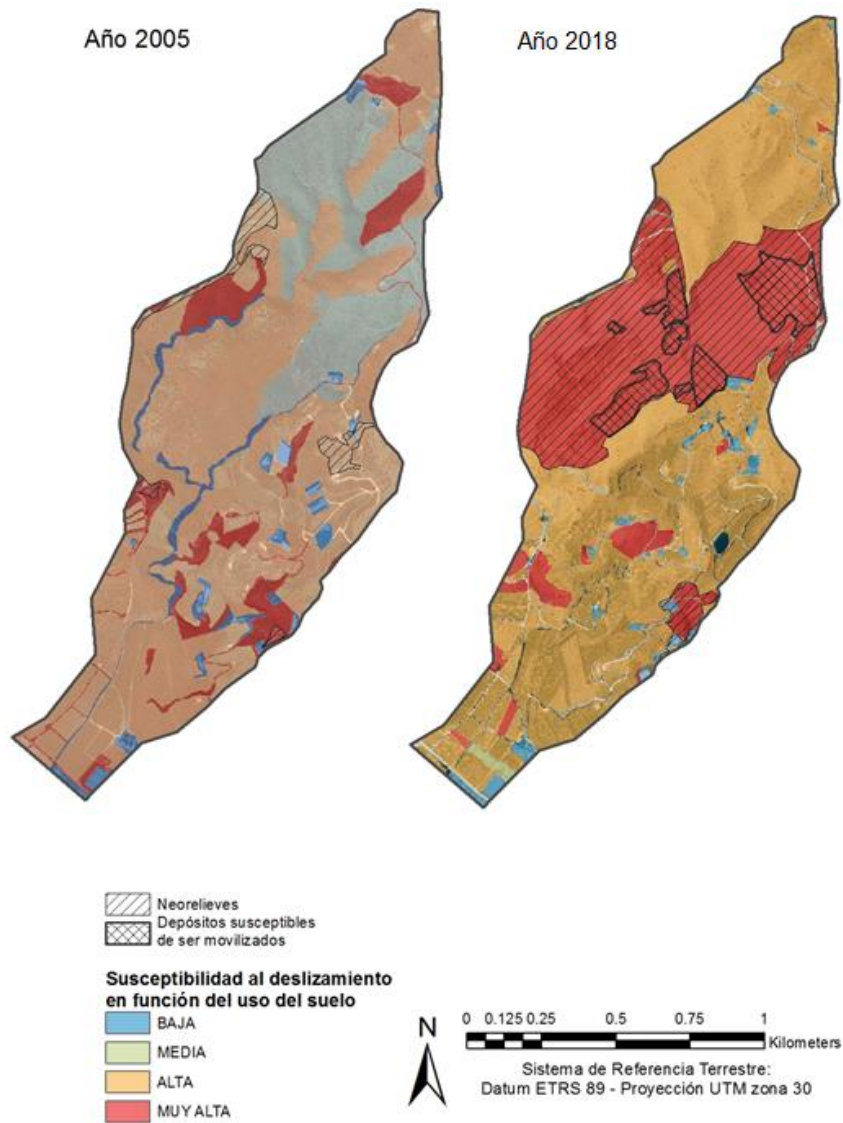 Año 2005
Año 2018
Neorelieves
Depósitos susceptibles
de ser movilizados
Susceptibilidad al deslizamiento
en función del uso del suelo
BAJA
MEDIA
ALTA
MUY ALTA
N
0 0.125 0.25 0.5 0.75 1
Kilometers
Sistema de Referencia Terrestre:
Datum ETRS 89 - Proyección UTM zona 30